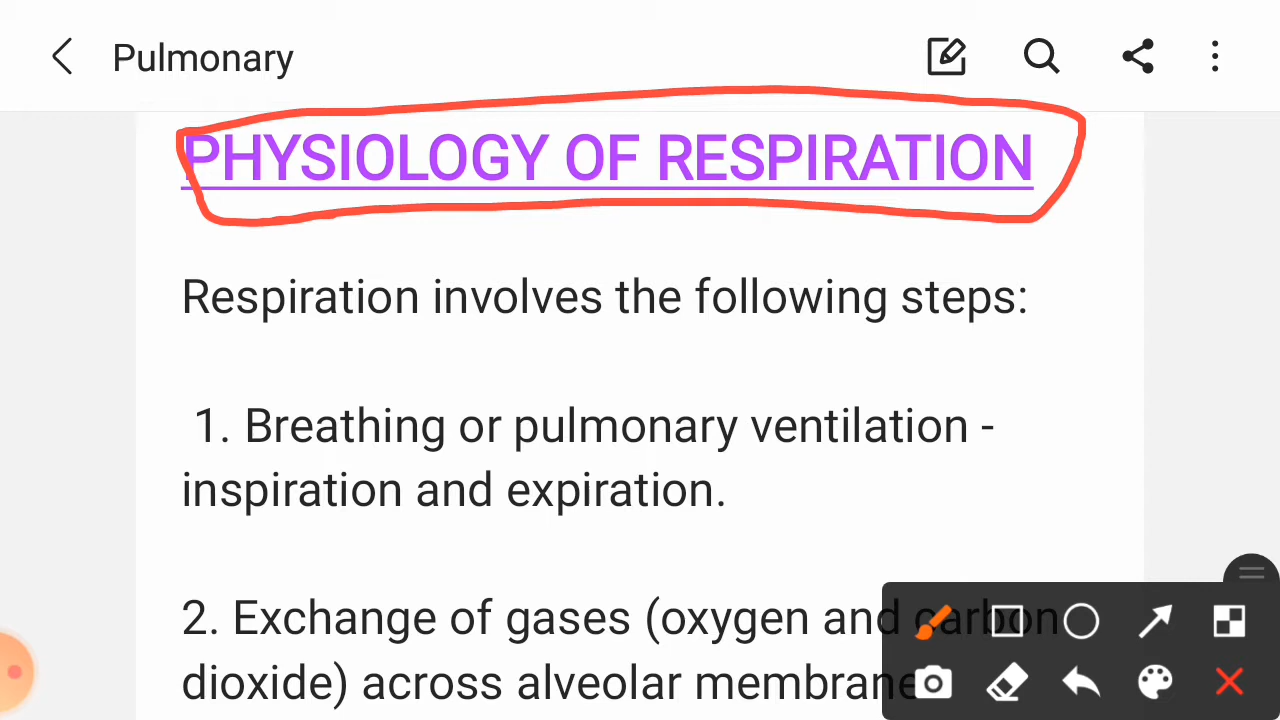 Pulmonary
PHYSIOLOGY OF RESPIRATION
Respiration involves the following steps:
1. Breathing or pulmonary ventilation -
inspiration and expiration.
2. Exchange of gases (oxygen and carbon
dioxide) across alveolar membrane